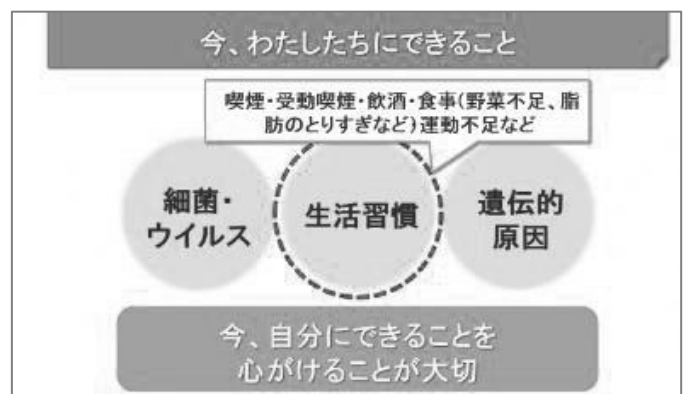 今、わたしたちにできること
喫煙・受動喫煙・飲酒・食事(野菜不足、脂
肪のとりすぎなど)運動不足など
細菌・
ウイルス
生活習慣
遺伝的
原因
今、自分にできることを
心がけることが大切